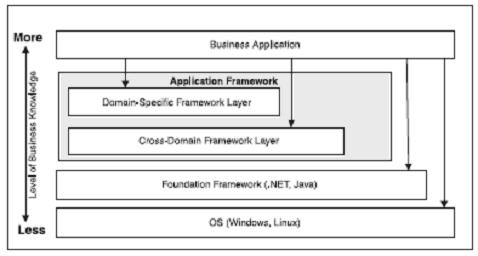 More
Business Application
Application Framework
Domain-Specific Framework Layer
Cross-Domain Framework Layer
Level of Business Knowledge
Foundation Framework (.NET, Java)
OS (Windows, Linux)
Less